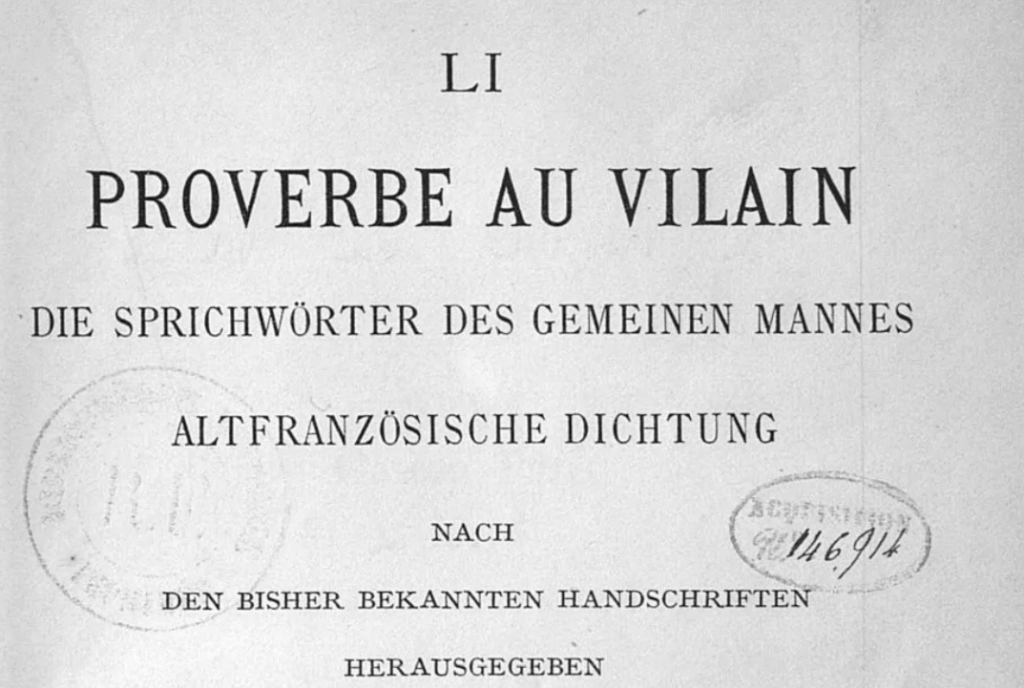 LI
PROVERBE AU VILAIN
DIE SPRICHWÖRTER DES GEMEINEN MANNES
ALTFRANZÖSISCHE DICHTUNG
NACH
ACQUISITION
146.914
DEN BISHER BEKANNTEN HANDSCHRIFTEN
HERAUSGEGEBEN